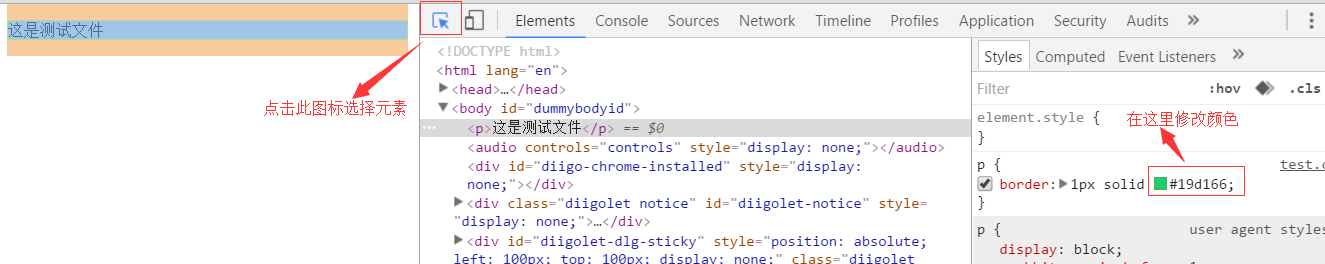 这是测试文件
点击此图标选择元素
Elements Console Sources Network Timeline Profiles Application Security Audits »
<!DOCTYPE html>
<html lang="en">
▶<head>…</head>
▼<body id="dummybodyid">
··· <p>这是测试文件</p> == $0
<audio controls="controls" style="display: none;"></audio>
<div id="diigo-chrome-installed" style="display:
none;"></div>
▶<div class="diigolet notice" id="diigolet-notice" style=
"display: none;">…</div>
▶<div id="diigolet-dlg-sticky" style="position: absolute;
left: 100px; top: 100px; display: none;" class="diigolet
Styles Computed Event Listeners »
Filter :hov .cls
element.style {
在这里修改颜色
}
p { test.c
border:▶1px solid #19d166;
}
p { user agent styles
display: block;